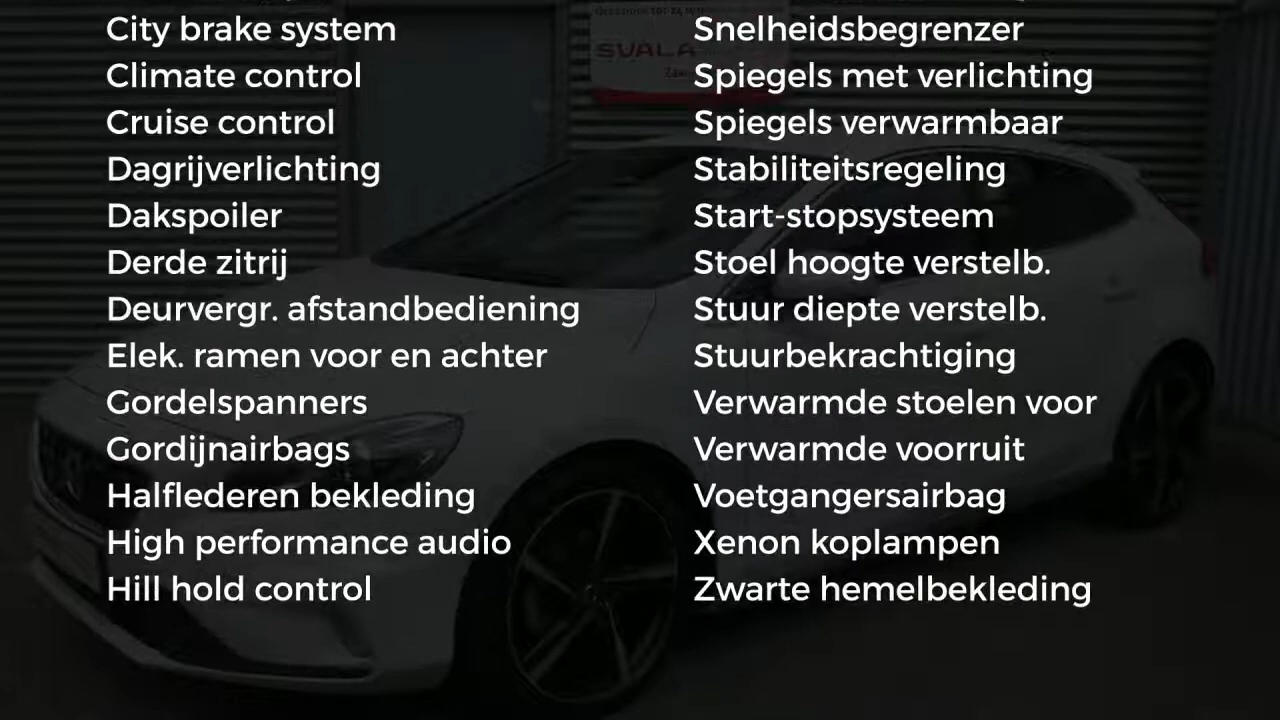 City brake system
Climate control
Cruise control
Dagrijverlichting
Dakspoiler
Derde zitrij
Deurvergr. afstandbediening
Elek. ramen voor en achter
Gordelspanners
Gordijnairbags
Halflederen bekleding
High performance audio
Hill hold control
Snelheidsbegrenzer
Spiegels met verlichting
Spiegels verwarmbaar
Stabiliteitsregeling
Start-stopsysteem
Stoel hoogte verstelb.
Stuur diepte verstelb.
Stuurbekrachtiging
Verwarmde stoelen voor
Verwarmde voorruit
Voetgangersairbag
Xenon koplampen
Zwarte hemelbekleding
SVALA